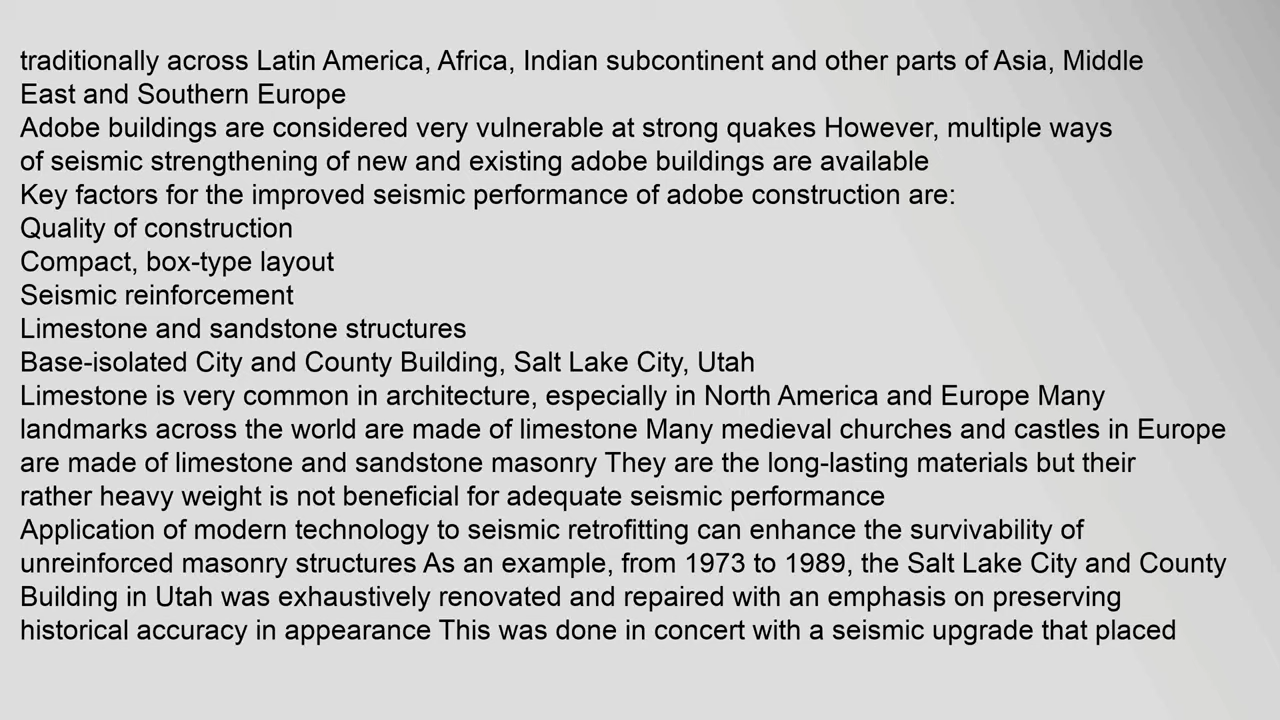 traditionally across Latin America, Africa, Indian subcontinent and other parts of Asia, Middle
East and Southern Europe
Adobe buildings are considered very vulnerable at strong quakes However, multiple ways
of seismic strengthening of new and existing adobe buildings are available
Key factors for the improved seismic performance of adobe construction are:
Quality of construction
Compact, box-type layout
Seismic reinforcement
Limestone and sandstone structures
Base-isolated City and County Building, Salt Lake City, Utah
Limestone is very common in architecture, especially in North America and Europe Many
landmarks across the world are made of limestone Many medieval churches and castles in Europe
are made of limestone and sandstone masonry They are the long-lasting materials but their
rather heavy weight is not beneficial for adequate seismic performance
Application of modern technology to seismic retrofitting can enhance the survivability of
unreinforced masonry structures As an example, from 1973 to 1989, the Salt Lake City and County
Building in Utah was exhaustively renovated and repaired with an emphasis on preserving
historical accuracy in appearance This was done in concert with a seismic upgrade that placed